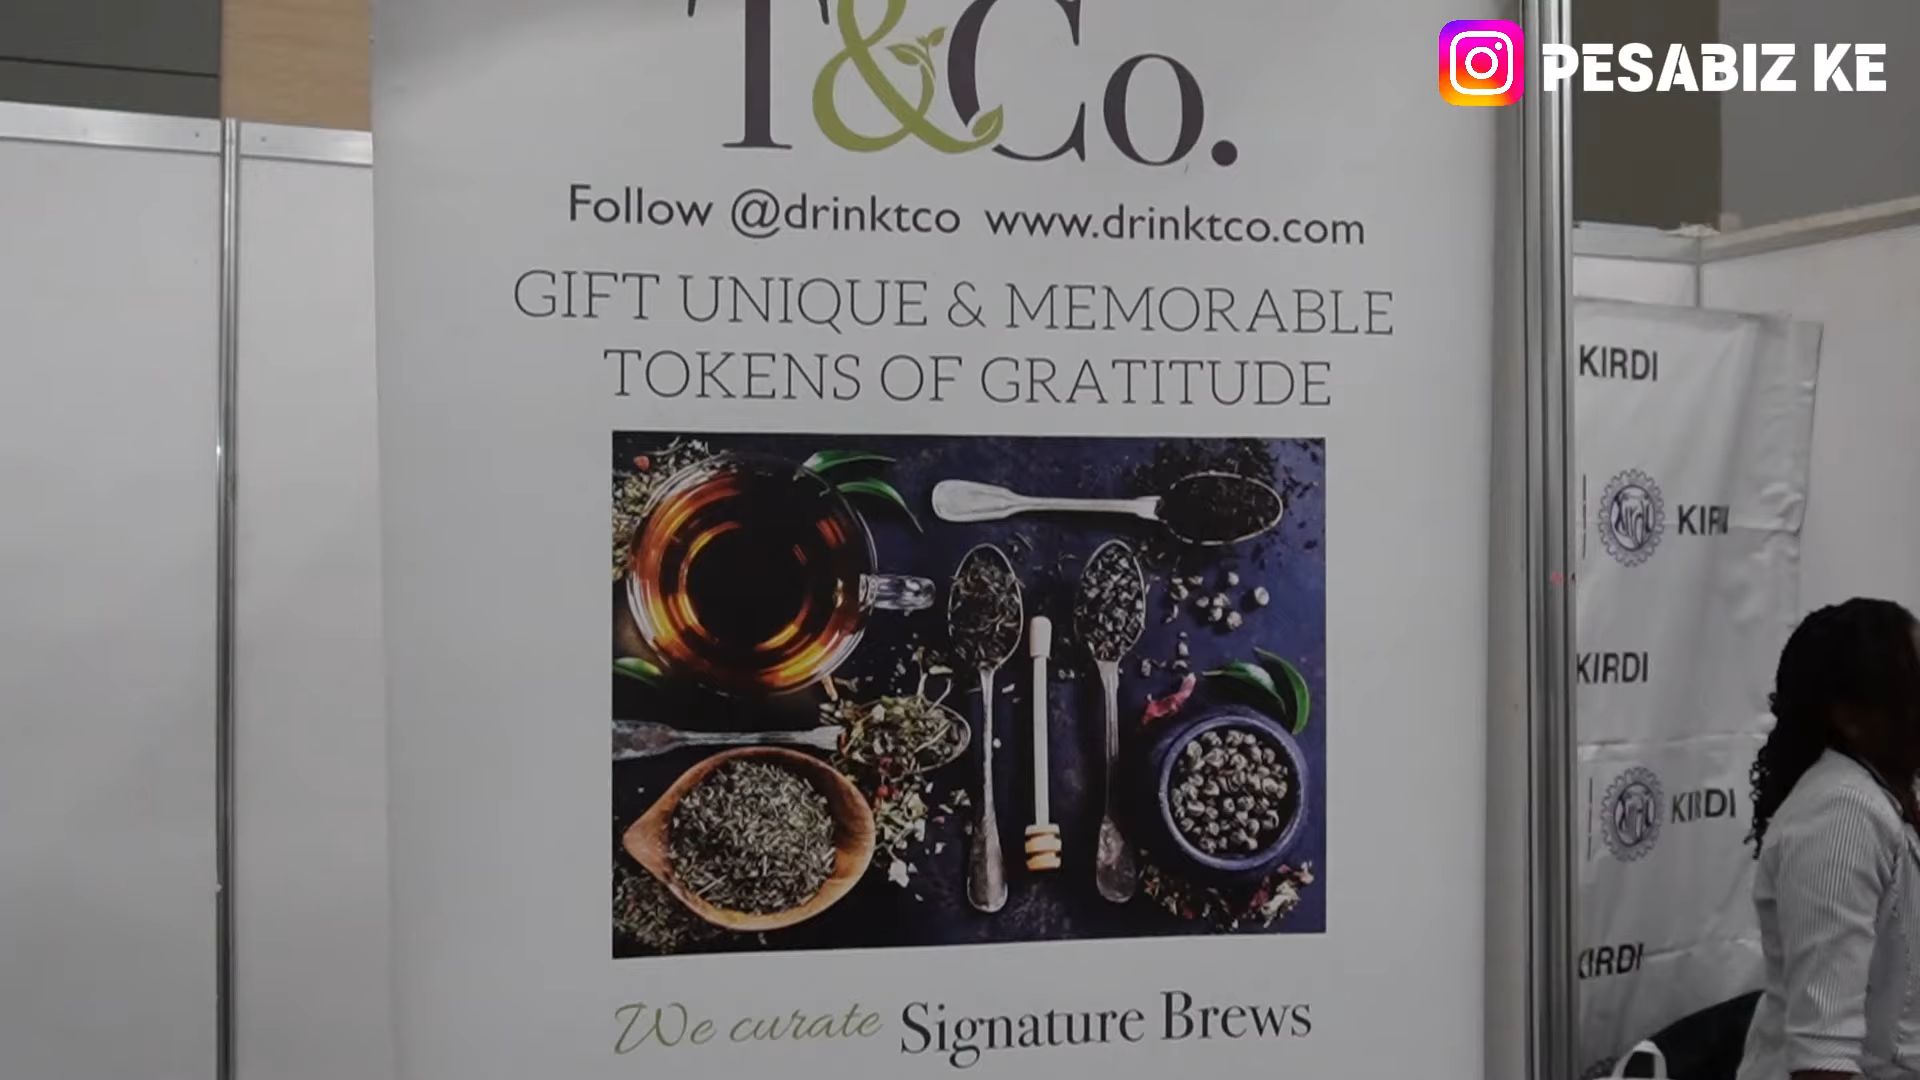 T&Co.
PESABIZ KE
Follow @drinktco www.drinktco.com
GIFT UNIQUE & MEMORABLE
TOKENS OF GRATITUDE
We curate Signature Brews
KIRDI
KIRDI
KIRDI
KIRDI